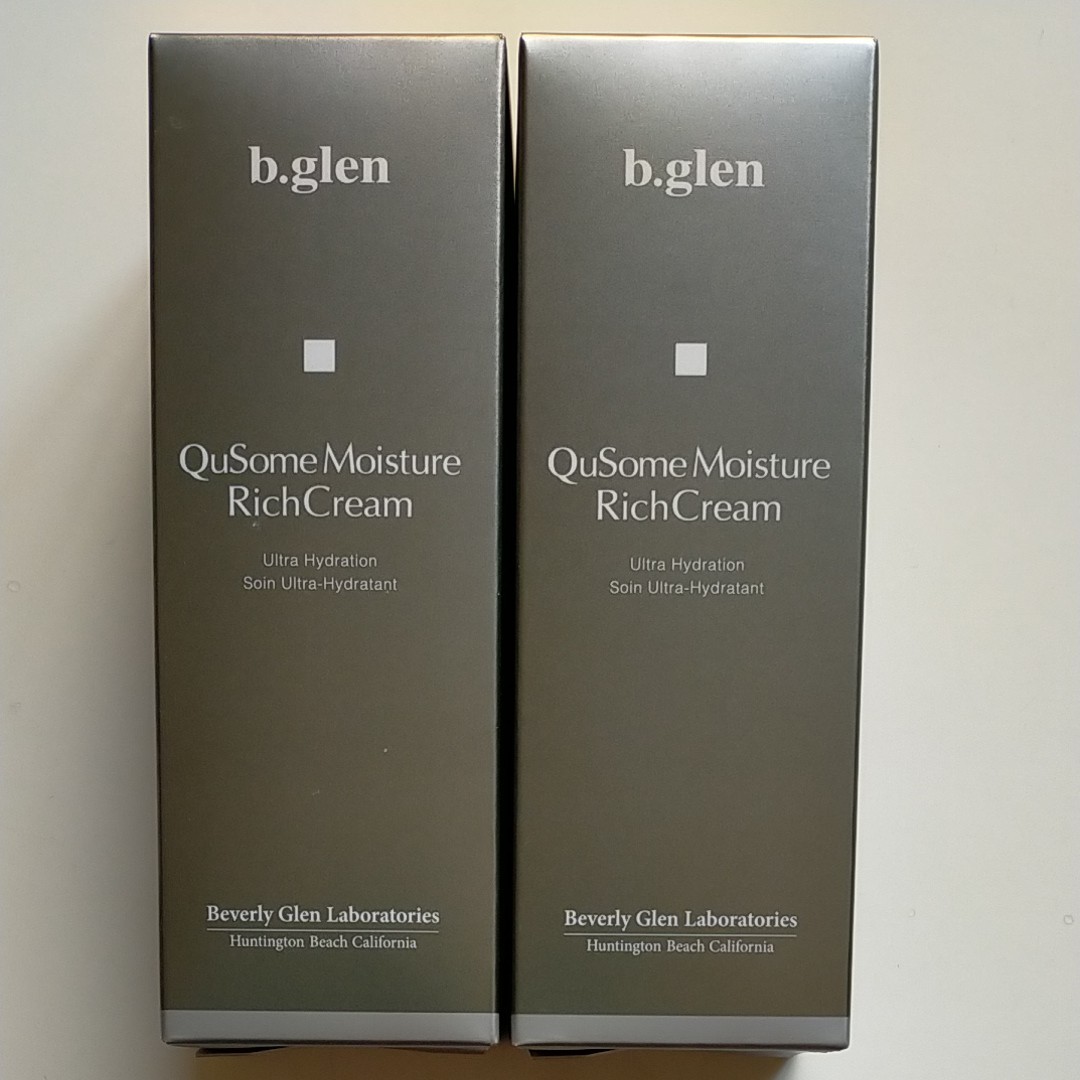 b.glen
QuSome Moisture
RichCream
Ultra Hydration
Soin Ultra-Hydratant
Beverly Glen Laboratories
Huntington Beach California
b.glen
QuSome Moisture
RichCream
Ultra Hydration
Soin Ultra-Hydratant
Beverly Glen Laboratories
Huntington Beach California